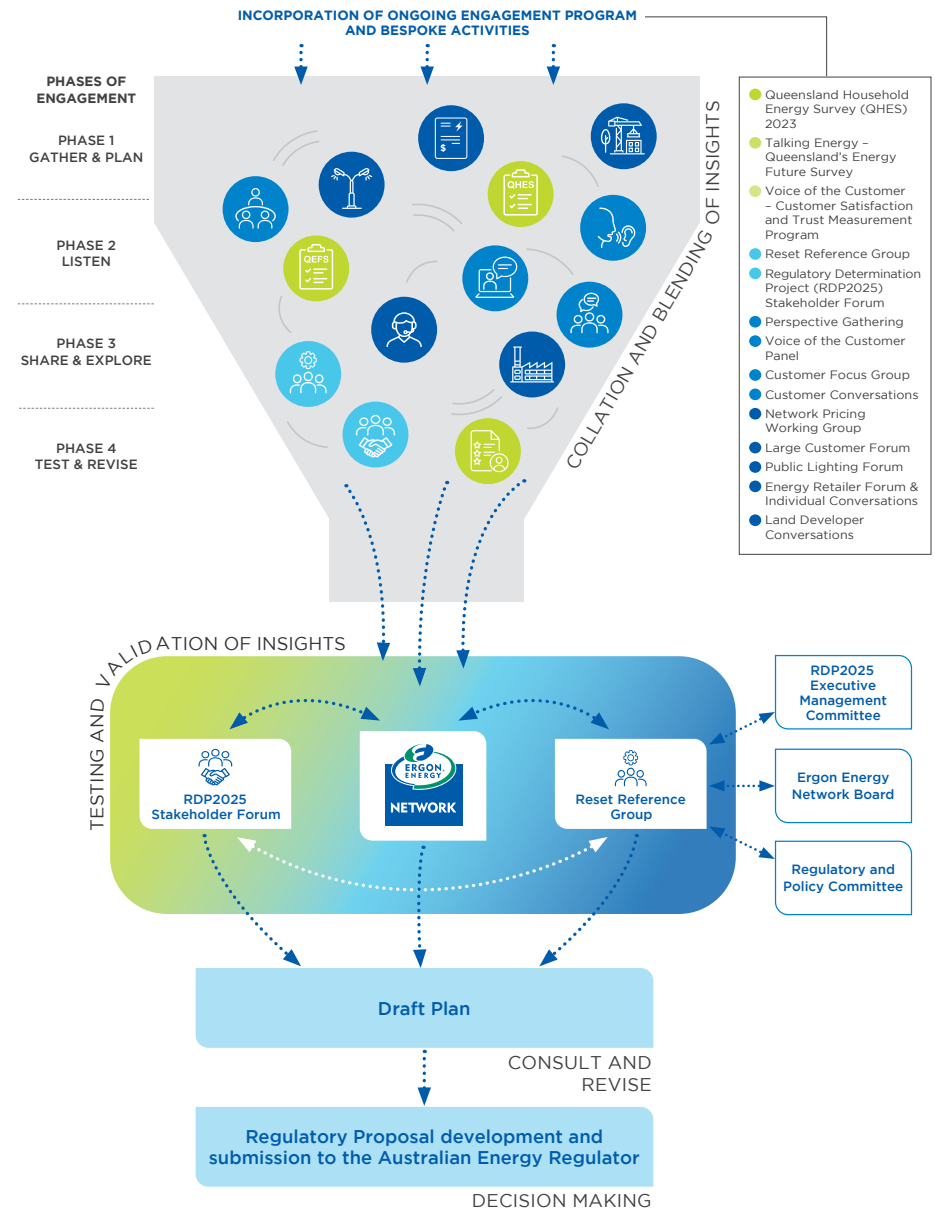 INCORPORATION OF ONGOING ENGAGEMENT PROGRAM
AND BESPOKE ACTIVITIES
PHASES OF
ENGAGEMENT
PHASE 1
GATHER & PLAN
PHASE 2
LISTEN
PHASE 3
SHARE & EXPLORE
PHASE 4
TEST & REVISE
$
QHES
QEFS
COLLATION AND BLENDING OF INSIGHTS
Queensland Household
Energy Survey (QHES)
2023
Talking Energy –
Queensland's Energy
Future Survey
Voice of the Customer
– Customer Satisfaction
and Trust Measurement
Program
Reset Reference Group
Regulatory Determination
Project (RDP2025)
Stakeholder Forum
Perspective Gathering
Voice of the Customer
Panel
Customer Focus Group
Customer Conversations
Network Pricing
Working Group
Large Customer Forum
Public Lighting Forum
Energy Retailer Forum &
Individual Conversations
Land Developer
Conversations
TESTING AND VALIDATION OF INSIGHTS
RDP2025
Stakeholder Forum
ERGON.
ENERGY
NETWORK
Reset Reference
Group
RDP2025
Executive
Management
Committee
Ergon Energy
Network Board
Regulatory and
Policy Committee
Draft Plan
CONSULT AND
REVISE
Regulatory Proposal development and
submission to the Australian Energy Regulator
DECISION MAKING